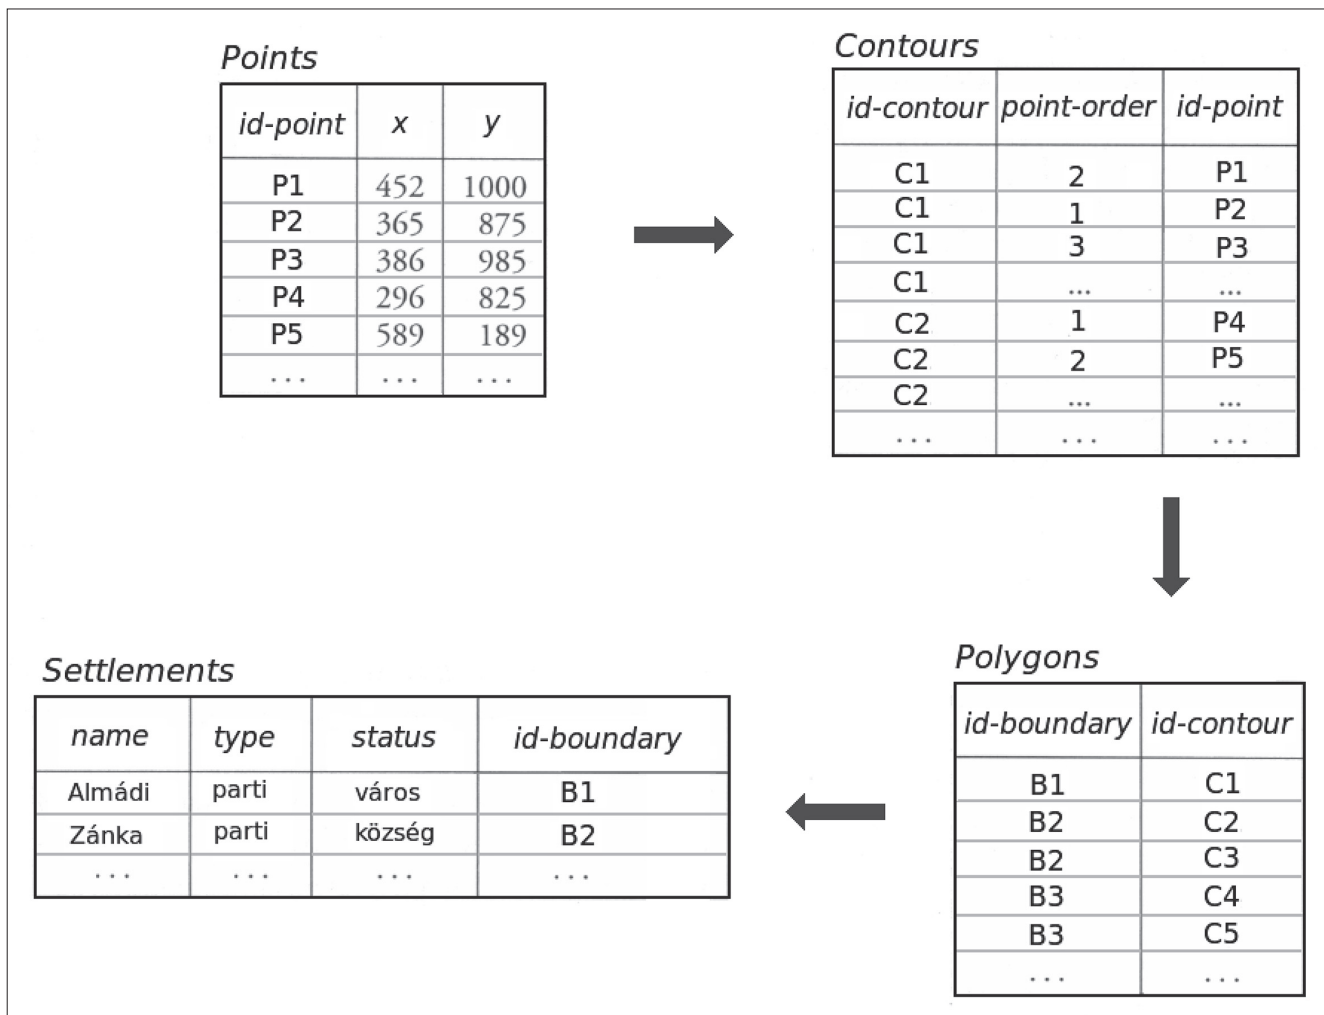 Points
id-point x y
P1 452 1000
P2 365 875
P3 386 985
P4 296 825
P5 589 189
... ... ...
Contours
id-contour point-order id-point
C1 2 P1
C1 1 P2
C1 3 P3
C1 ... ...
C2 1 P4
C2 2 P5
C2 ... ...
... ... ...
Settlements
name type status id-boundary
Almádi parti város B1
Zánka parti község B2
... ... ... ...
Polygons
id-boundary id-contour
B1 C1
B2 C2
B2 C3
B3 C4
B3 C5
... ...